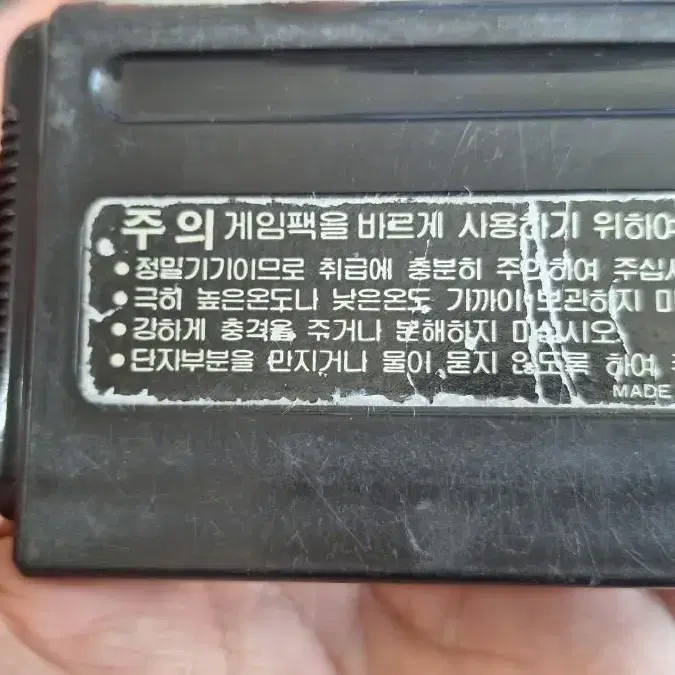 주의 게임팩을 바르게 사용하기 위하여
•정밀기기이므로 취급에 충분히 주의하여 주십시
•극히 높은온도나 낮은온도 가까이 보관하지 마
•강하게 충격을 주거나 분해하지 마십시오
•단자부분을 만지거나 물이 묻지 않도록 하여
MADE